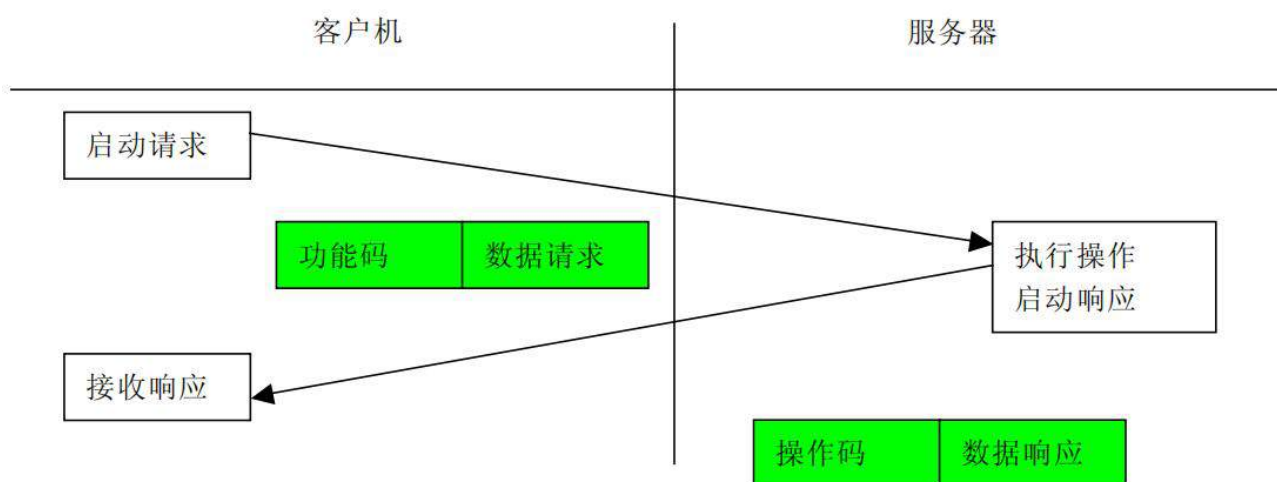 客户机
服务器
启动请求
功能码
数据请求
执行操作
启动响应
接收响应
操作码
数据响应